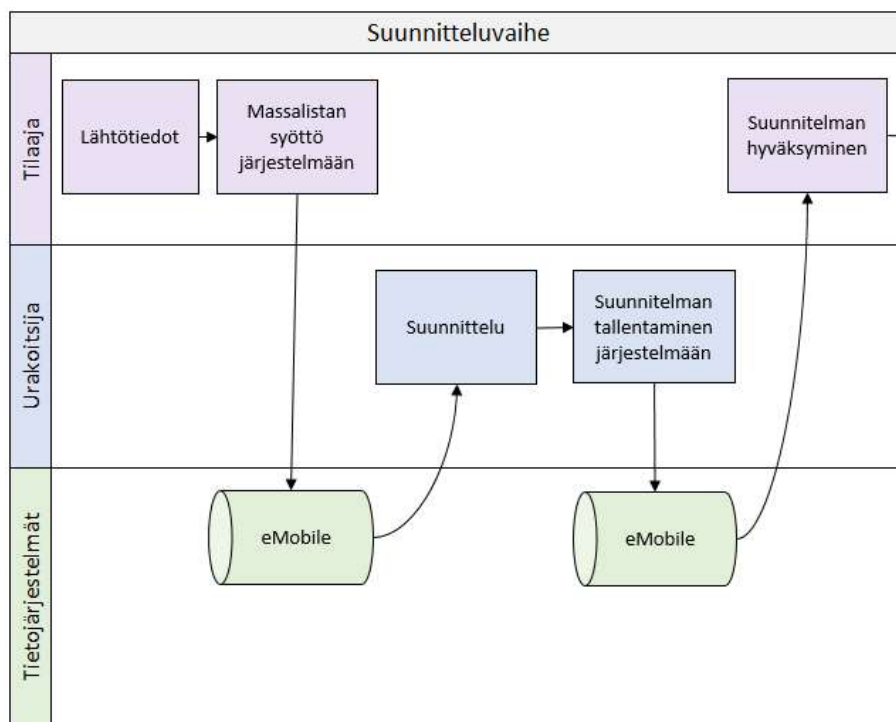 Suunnitteluvaihe
Tilaaja
Lähtötiedot
Massalistan
syöttö
järjestelmään
Suunnitelman
hyväksyminen
Urakoitsija
Suunnittelu
Suunnitelman
tallentaminen
järjestelmään
Tietojärjestelmät
eMobile
eMobile